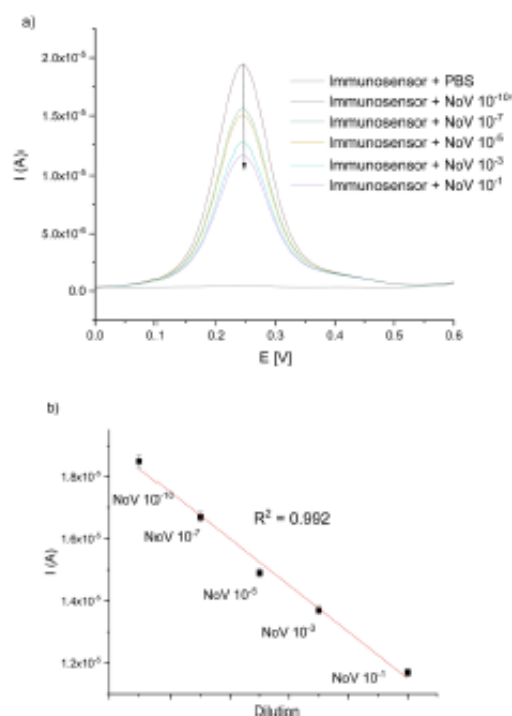 a)
2.0x10⁻⁵
1.5x10⁻⁵
1.0x10⁻⁵
5.0x10⁻⁶
0.0
I (A)
0.0 0.1 0.2 0.3 0.4 0.5 0.6
E [V]
Immunosensor + PBS
Immunosensor + NoV 10⁻¹⁰
Immunosensor + NoV 10⁻⁷
Immunosensor + NoV 10⁻⁵
Immunosensor + NoV 10⁻³
Immunosensor + NoV 10⁻¹
b)
1.8x10⁻⁵
1.6x10⁻⁵
1.4x10⁻⁵
1.2x10⁻⁵
I (A)
NoV 10⁻¹⁰
NoV 10⁻⁷
R² = 0.992
NoV 10⁻⁵
NoV 10⁻³
NoV 10⁻¹
Dilution